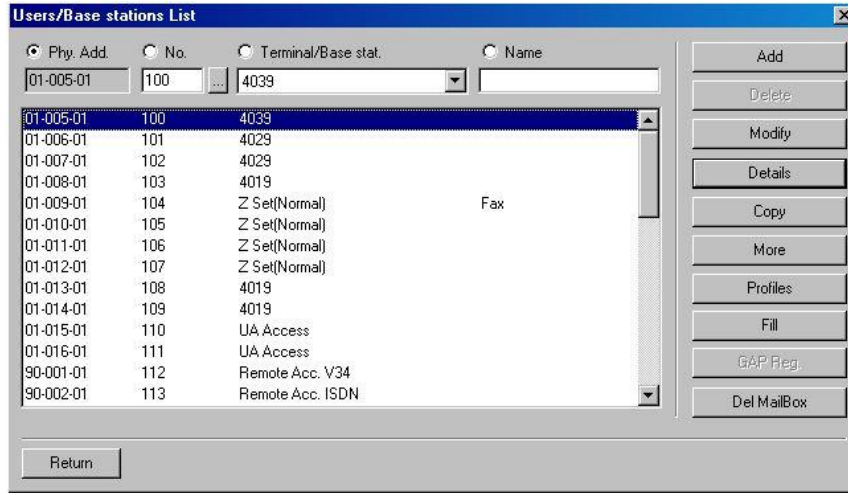 Users/Base stations List
Phy. Add. No. Terminal/Base stat. Name
01-005-01 100 ... 4039
01-005-01 100 4039
01-006-01 101 4029
01-007-01 102 4029
01-008-01 103 4019
01-009-01 104 Z Set(Normal) Fax
01-010-01 105 Z Set(Normal)
01-011-01 106 Z Set(Normal)
01-012-01 107 Z Set(Normal)
01-013-01 108 4019
01-014-01 109 4019
01-015-01 110 UA Access
01-016-01 111 UA Access
90-001-01 112 Remote Acc. V34
90-002-01 113 Remote Acc. ISDN
Add
Delete
Modify
Details
Copy
More
Profiles
Fill
GAP Reg.
Del MailBox
Return